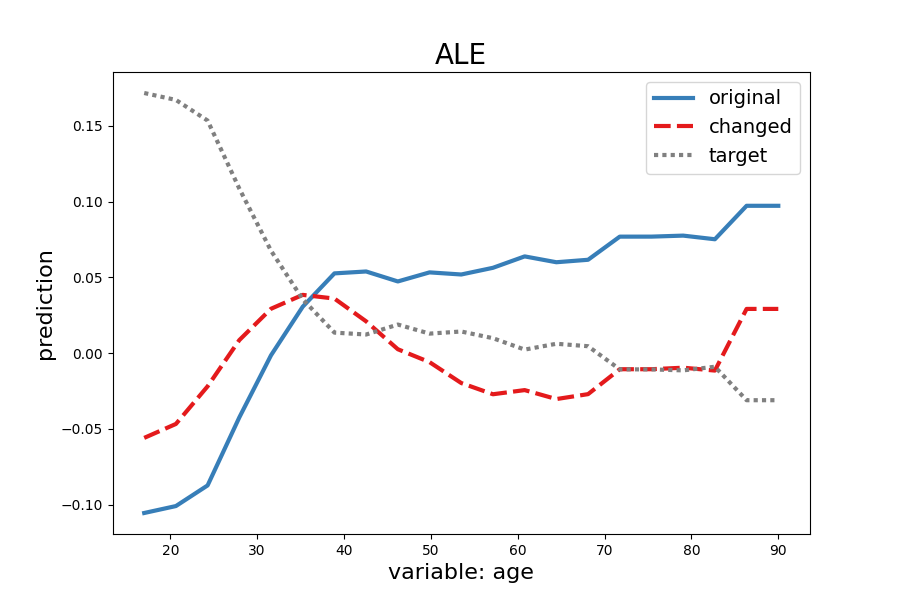 ALE
original
changed
target
prediction
0.15
0.10
0.05
0.00
−0.05
−0.10
20 30 40 50 60 70 80 90
variable: age